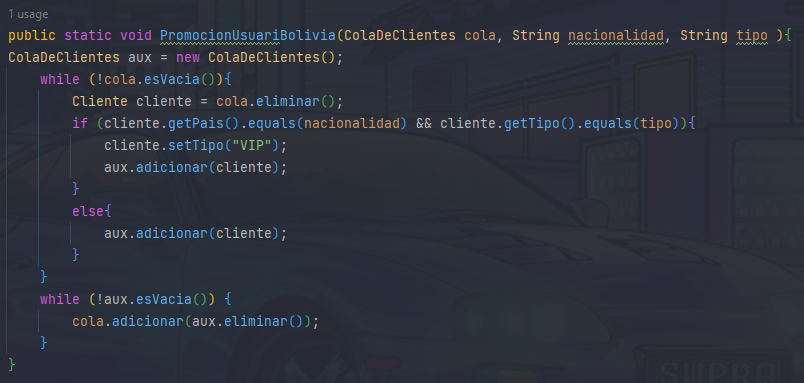 1 usage
public static void PromocionUsuariBolivia(ColaDeClientes cola, String nacionalidad, String tipo ){
ColaDeClientes aux = new ColaDeClientes();
while (!cola.esVacia()){
Cliente cliente = cola.eliminar();
if (cliente.getPais().equals(nacionalidad) && cliente.getTipo().equals(tipo)){
cliente.setTipo("VIP");
aux.adicionar(cliente);
}
else{
aux.adicionar(cliente);
}
}
while (!aux.esVacia()) {
cola.adicionar(aux.eliminar());
}
}
SUPRA